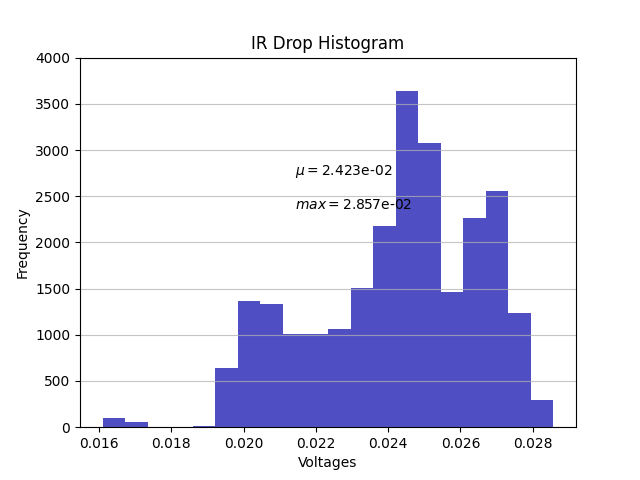 IR Drop Histogram
4000
3500
3000
2500
2000
1500
1000
500
0
Frequency
μ = 2.423e-02
max = 2.857e-02
0.016 0.018 0.020 0.022 0.024 0.026 0.028
Voltages